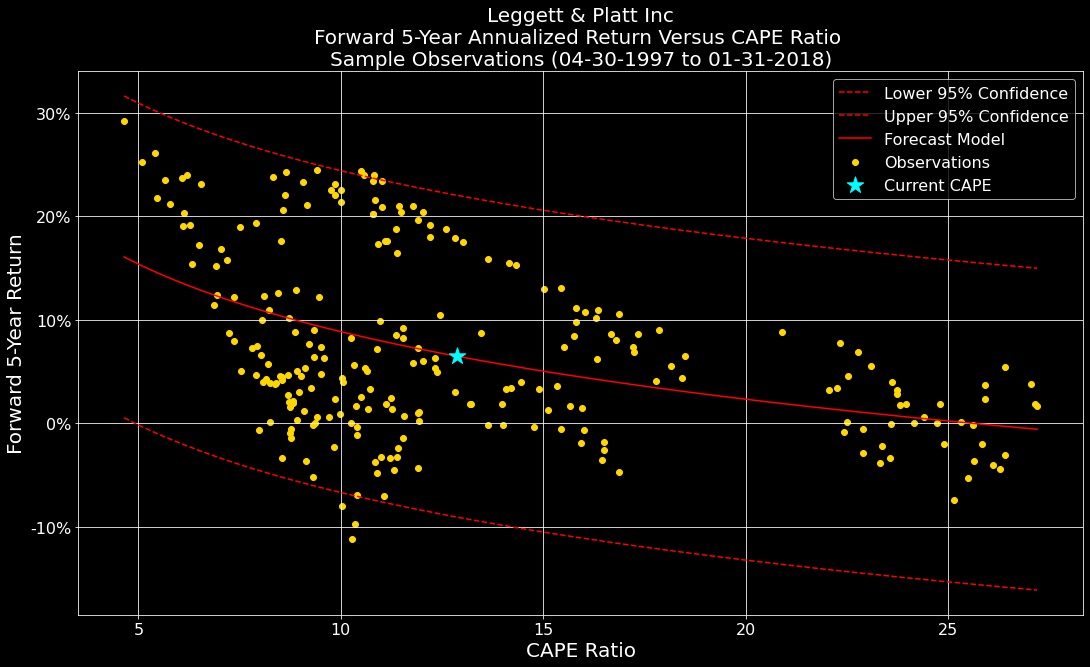 Leggett & Platt Inc
Forward 5-Year Annualized Return Versus CAPE Ratio
Sample Observations (04-30-1997 to 01-31-2018)
Lower 95% Confidence
Upper 95% Confidence
Forecast Model
Observations
Current CAPE
Forward 5-Year Return
30%
20%
10%
0%
-10%
5
10
15
20
25
CAPE Ratio